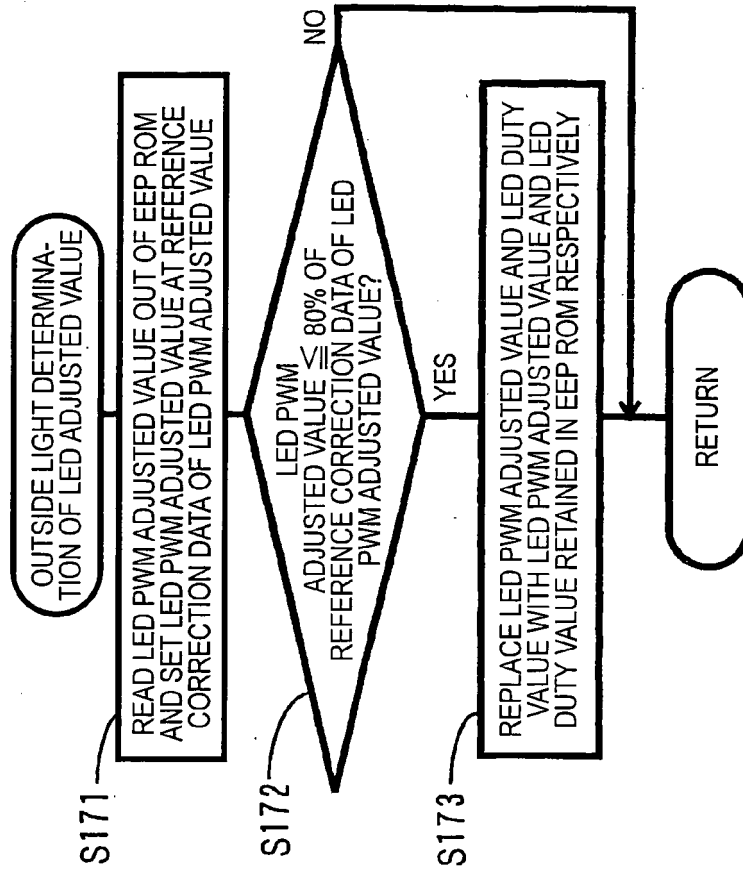 OUTSIDE LIGHT DETERMINA-
TION OF LED ADJUSTED VALUE
S171
READ LED PWM ADJUSTED VALUE OUT OF EEP ROM
AND SET LED PWM ADJUSTED VALUE AT REFERENCE
CORRECTION DATA OF LED PWM ADJUSTED VALUE
S172
LED PWM
ADJUSTED VALUE ≦ 80% OF
REFERENCE CORRECTION DATA OF LED
PWM ADJUSTED VALUE?
NO
YES
S173
REPLACE LED PWM ADJUSTED VALUE AND LED DUTY
VALUE WITH LED PWM ADJUSTED VALUE AND LED
DUTY VALUE RETAINED IN EEP ROM RESPECTIVELY
RETURN